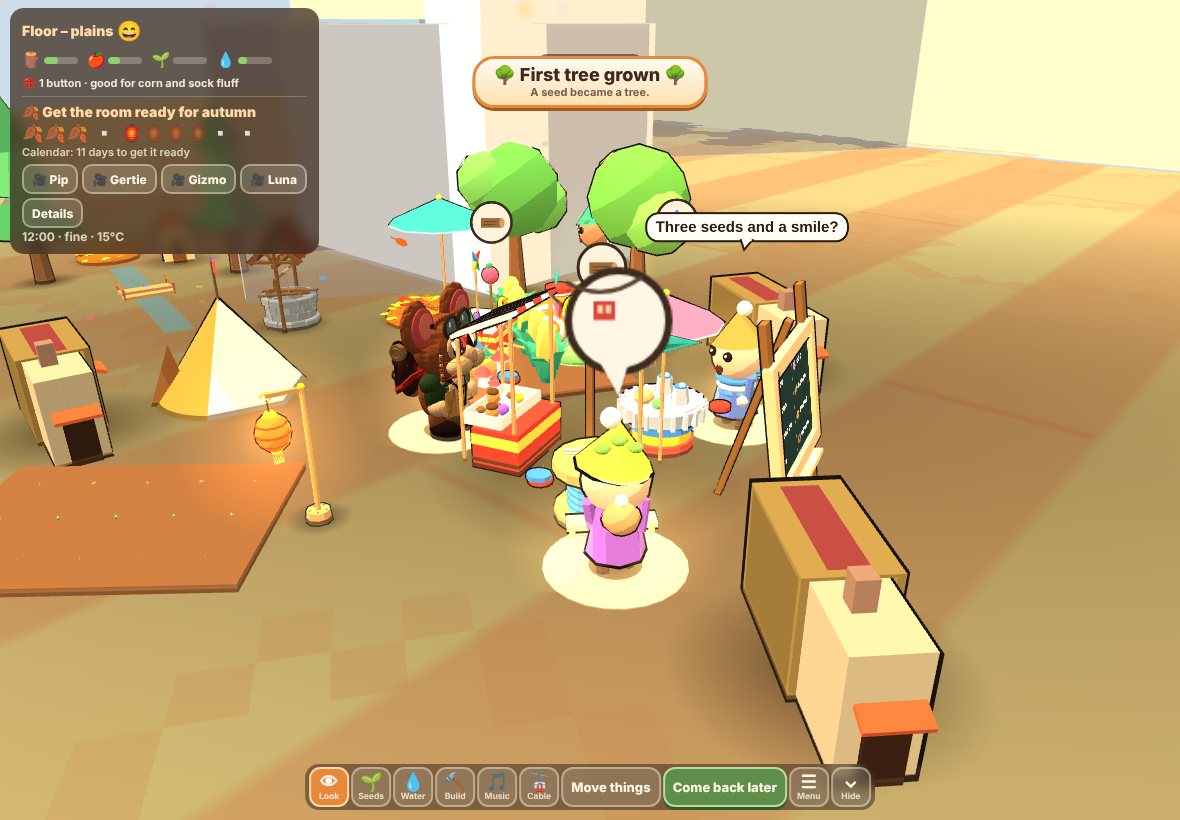 Floor – plains
1 button · good for corn and sock fluff
Get the room ready for autumn
Calendar: 11 days to get it ready
Pip
Gertie
Gizmo
Luna
Details
12:00 · fine · 15°C
First tree grown
A seed became a tree.
Three seeds and a smile?
Look
Seeds
Water
Build
Music
Cable
Move things
Come back later
Menu
Hide